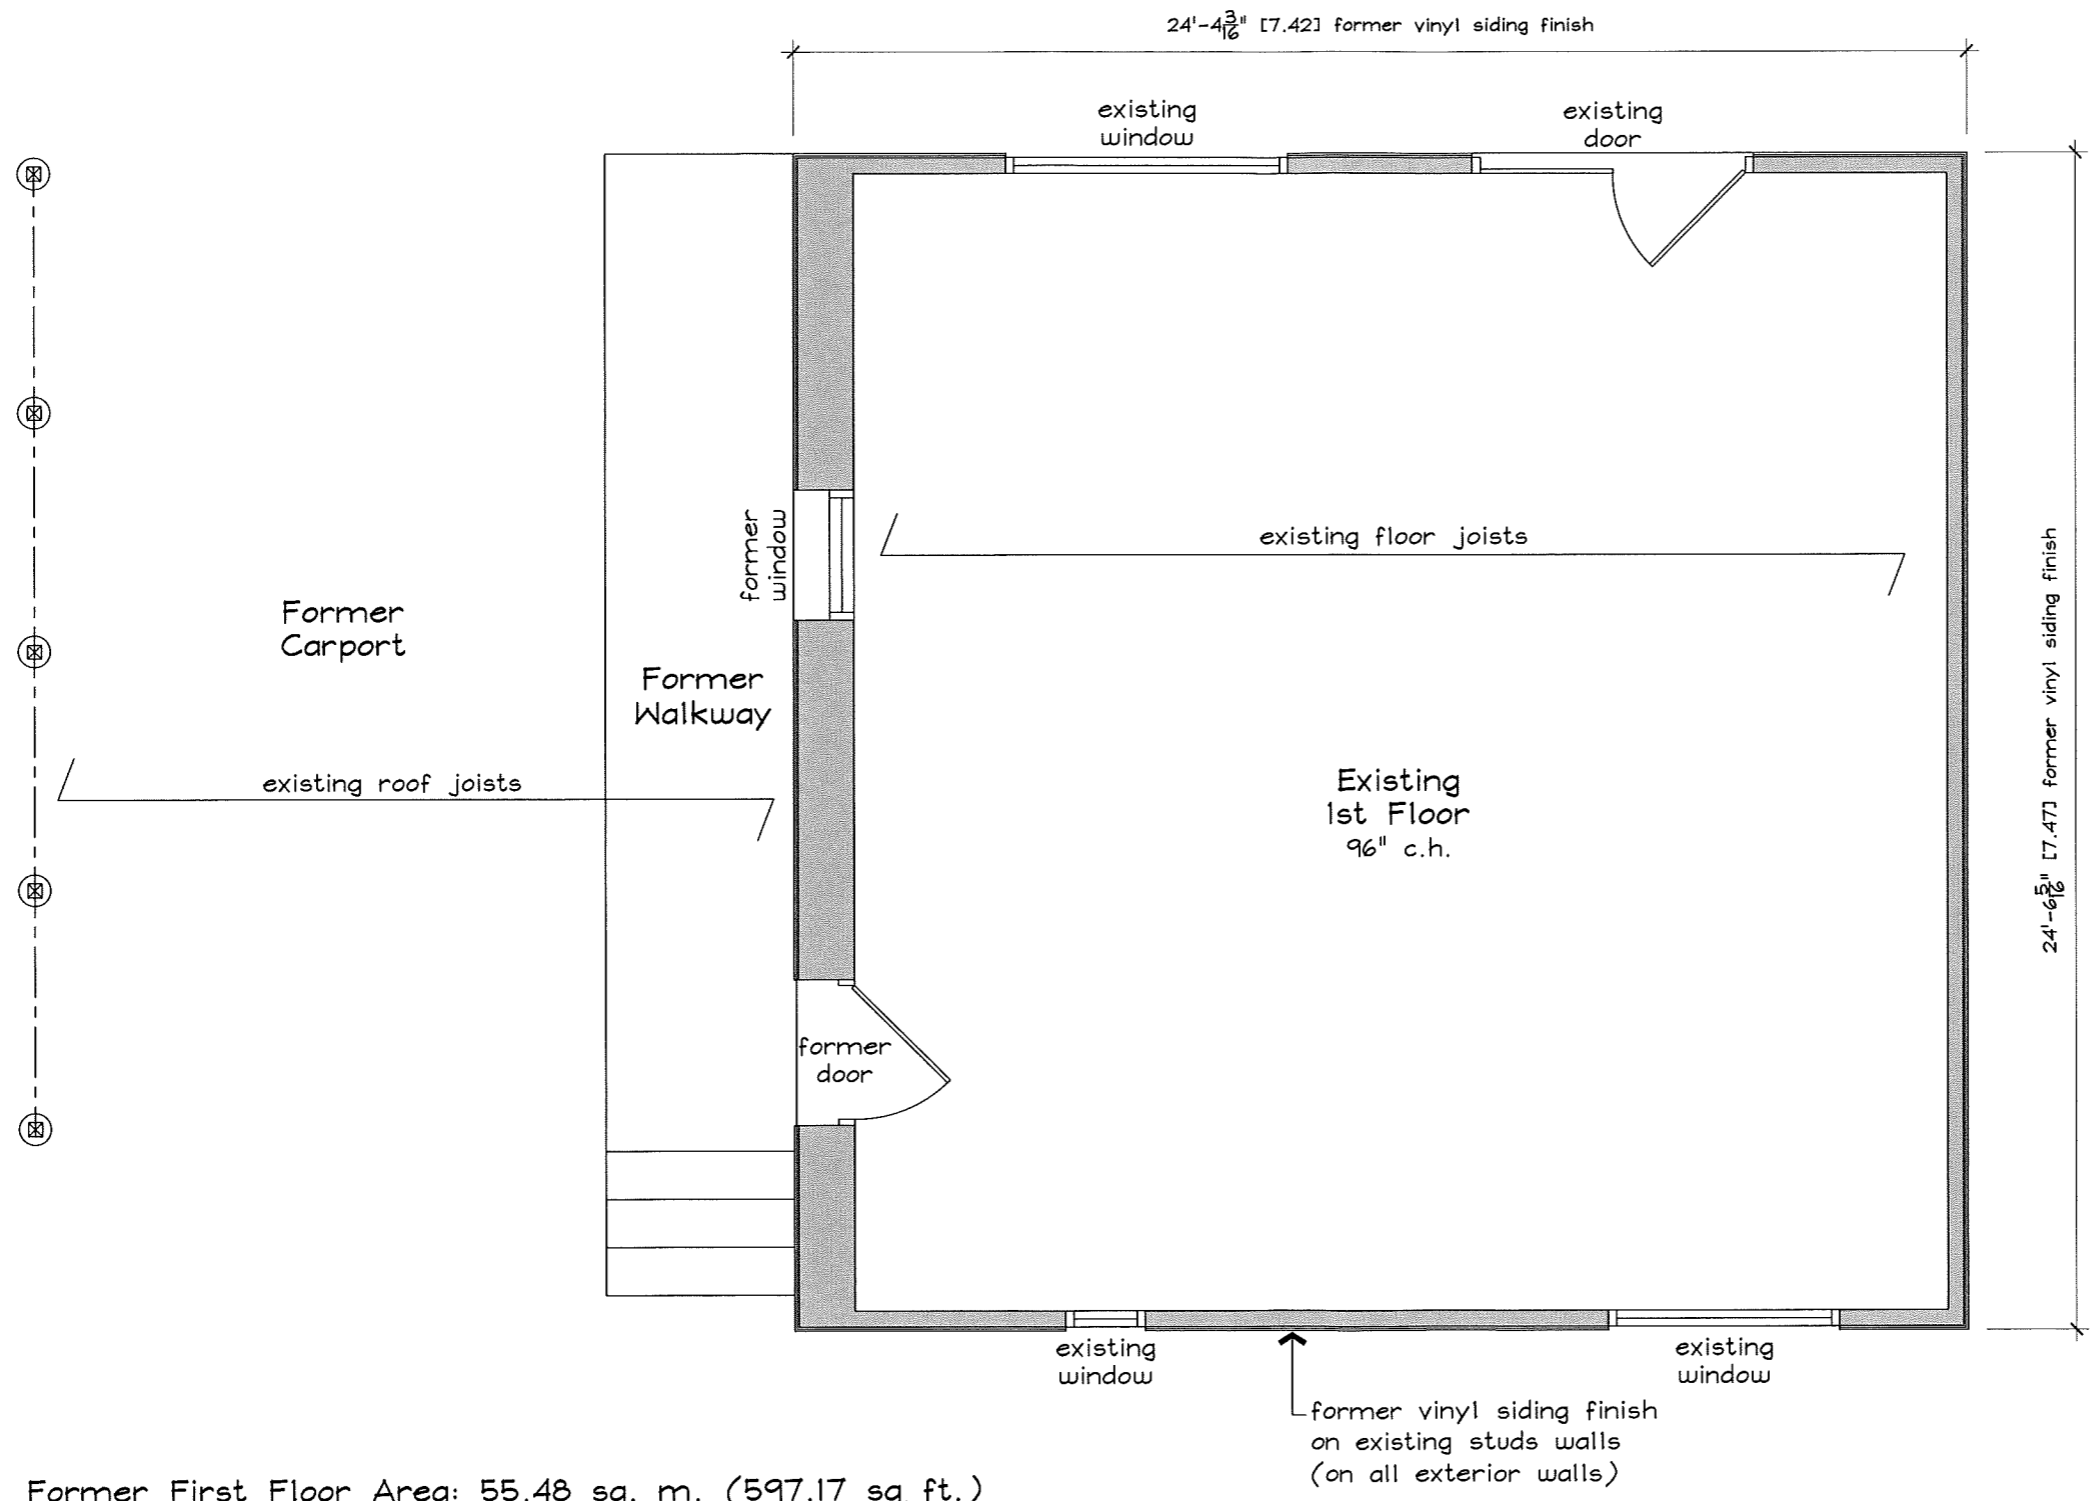 24'-4 3/16" [7.42] former vinyl siding finish
existing
window
existing
door
former
window
existing floor joists
Former
Carport
Former
Walkway
existing roof joists
Existing
1st Floor
96" c.h.
24'-6 5/16" [7.47] former vinyl siding finish
former
door
existing
window
existing
window
former vinyl siding finish
on existing studs walls
(on all exterior walls)
Former First Floor Area: 55.48 sq. m. (597.17 sq ft.)